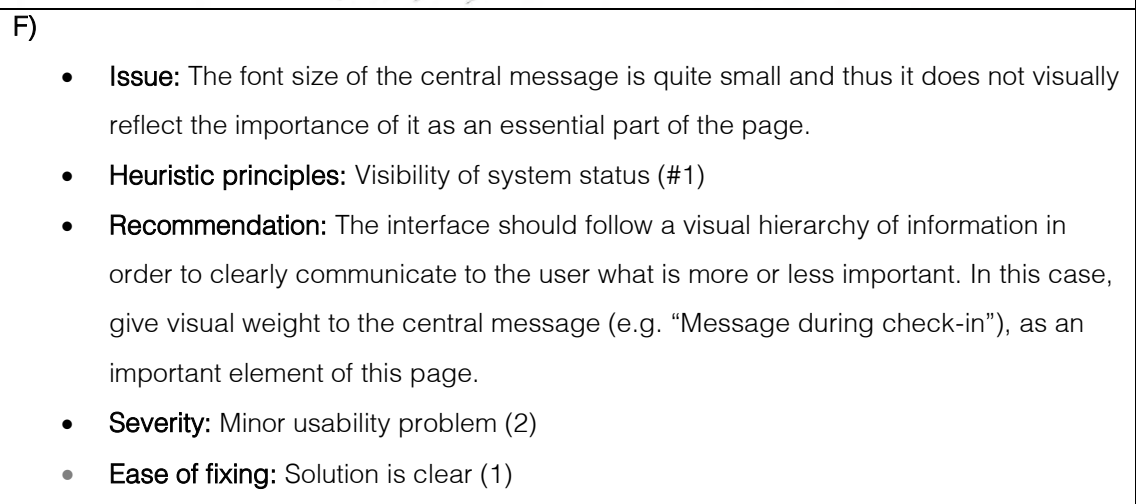 F)
• Issue: The font size of the central message is quite small and thus it does not visually
reflect the importance of it as an essential part of the page.
• Heuristic principles: Visibility of system status (#1)
• Recommendation: The interface should follow a visual hierarchy of information in
order to clearly communicate to the user what is more or less important. In this case,
give visual weight to the central message (e.g. “Message during check-in”), as an
important element of this page.
• Severity: Minor usability problem (2)
• Ease of fixing: Solution is clear (1)